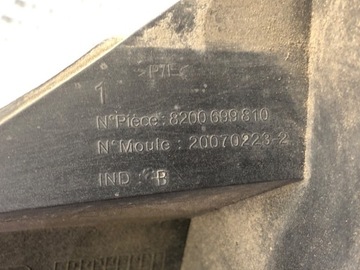 1
N°Pièce : 8200 699 810
N°Moule : 20070223-2
IND : B